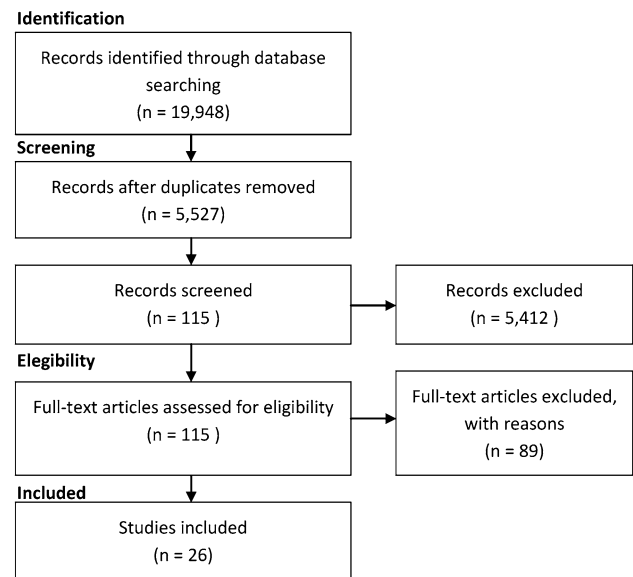 Identification
Records identified through database
searching
(n = 19,948)
Screening
Records after duplicates removed
(n = 5,527)
Records screened
(n = 115 )
Records excluded
(n = 5,412 )
Elegibility
Full-text articles assessed for eligibility
(n = 115 )
Full-text articles excluded,
with reasons
(n = 89)
Included
Studies included
(n = 26)